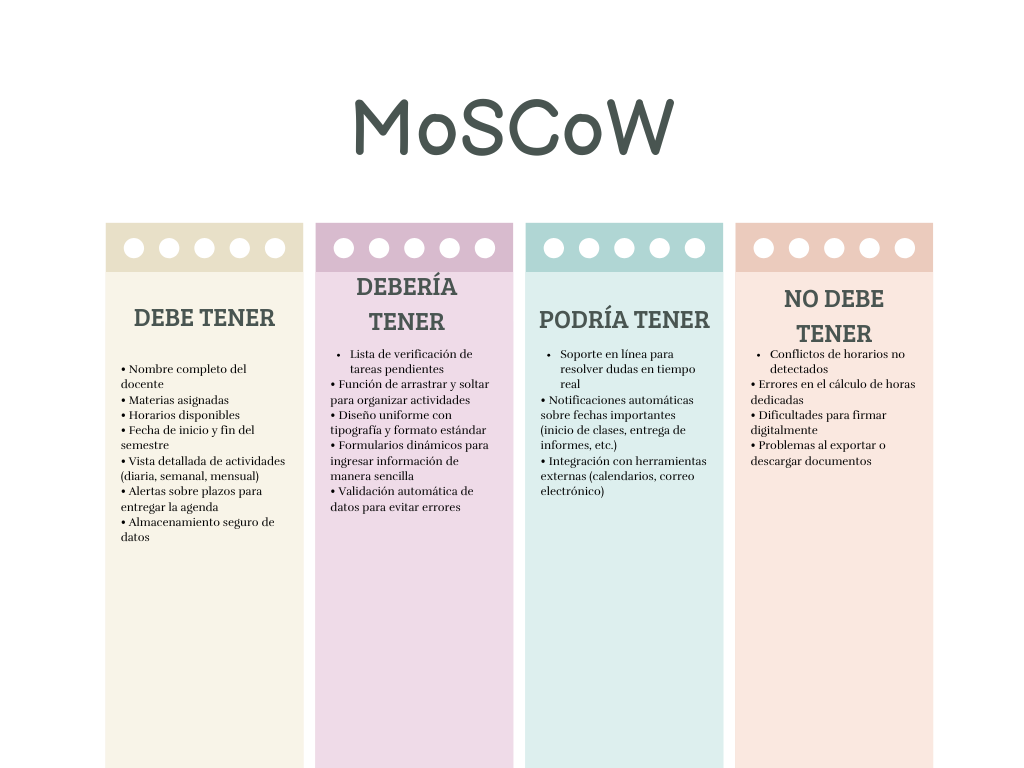 MoSCoW
DEBE TENER
• Nombre completo del
docente
• Materias asignadas
• Horarios disponibles
• Fecha de inicio y fin del
semestre
• Vista detallada de actividades
(diaria, semanal, mensual)
• Alertas sobre plazos para
entregar la agenda
• Almacenamiento seguro de
datos
DEBERÍA
TENER
• Lista de verificación de
tareas pendientes
• Función de arrastrar y soltar
para organizar actividades
• Diseño uniforme con
tipografía y formato estándar
• Formularios dinámicos para
ingresar información de
manera sencilla
• Validación automática de
datos para evitar errores
PODRÍA TENER
• Soporte en línea para
resolver dudas en tiempo
real
• Notificaciones automáticas
sobre fechas importantes
(inicio de clases, entrega de
informes, etc.)
• Integración con herramientas
externas (calendarios, correo
electrónico)
NO DEBE
TENER
• Conflictos de horarios no
detectados
• Errores en el cálculo de horas
dedicadas
• Dificultades para firmar
digitalmente
• Problemas al exportar o
descargar documentos